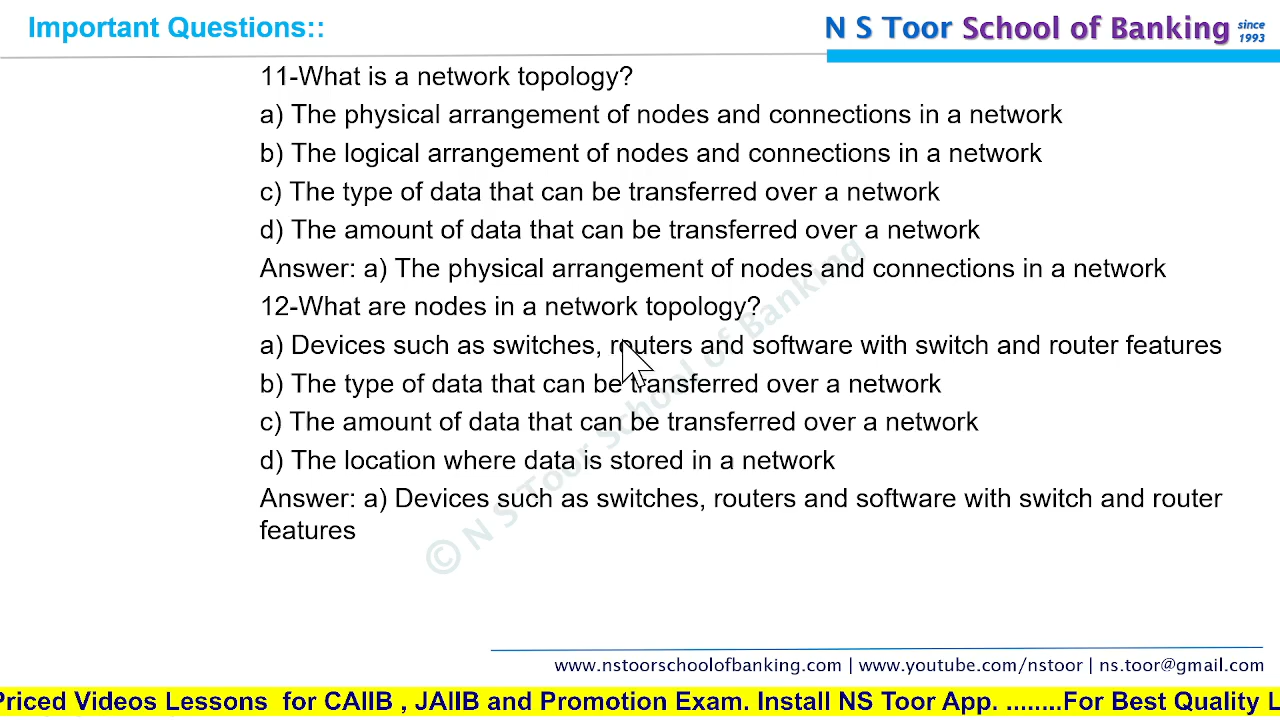 Important Questions::
N S Toor School of Banking since 1993
11-What is a network topology?
a) The physical arrangement of nodes and connections in a network
b) The logical arrangement of nodes and connections in a network
c) The type of data that can be transferred over a network
d) The amount of data that can be transferred over a network
Answer: a) The physical arrangement of nodes and connections in a network
12-What are nodes in a network topology?
a) Devices such as switches, routers and software with switch and router features
b) The type of data that can be transferred over a network
c) The amount of data that can be transferred over a network
d) The location where data is stored in a network
Answer: a) Devices such as switches, routers and software with switch and router
features
© N S Toor School of Banking
www.nstoorschoolofbanking.com | www.youtube.com/nstoor | ns.toor@gmail.com
Priced Videos Lessons for CAIIB , JAIIB and Promotion Exam. Install NS Toor App. ........For Best Quality L